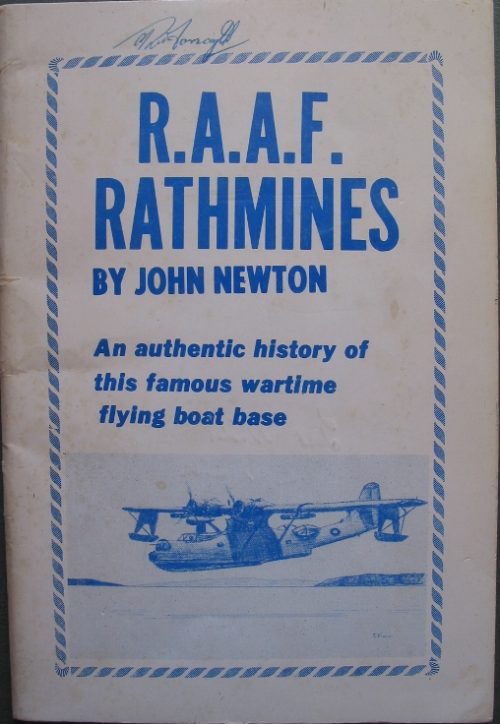 R.A.A.F.
RATHMINES
BY JOHN NEWTON
An authentic history of
this famous wartime
flying boat base